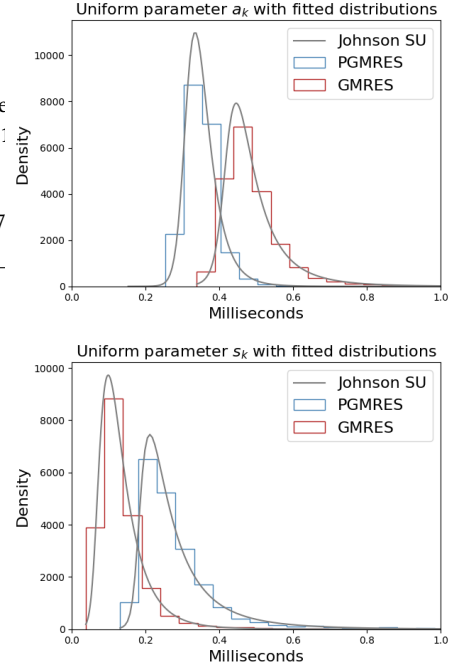 Uniform parameter a_k with fitted distributions
Johnson SU
PGMRES
GMRES
Density
10000
8000
6000
4000
2000
0
0.0 0.2 0.4 0.6 0.8 1.0
Milliseconds
Uniform parameter s_k with fitted distributions
Johnson SU
PGMRES
GMRES
Density
10000
8000
6000
4000
2000
0
0.0 0.2 0.4 0.6 0.8 1.0
Milliseconds